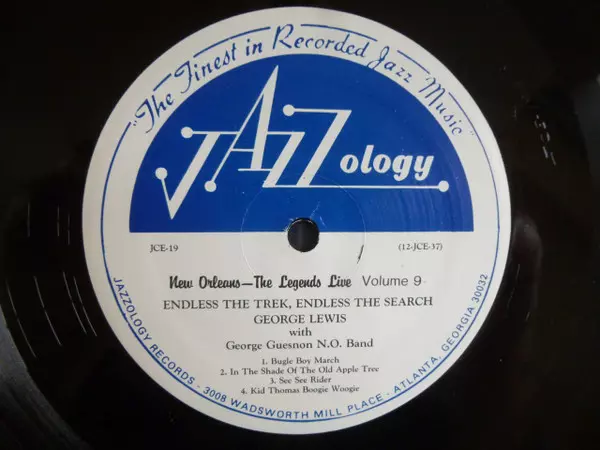 "The Finest in Recorded Jazz Music"
JAZZology
JCE-19
(12-JCE-37)
New Orleans—The Legends Live Volume 9
ENDLESS THE TREK, ENDLESS THE SEARCH
GEORGE LEWIS
with
George Guesnon N.O. Band
1. Bugle Boy March
2. In The Shade Of The Old Apple Tree
3. See See Rider
4. Kid Thomas Boogie Woogie
JAZZOLOGY RECORDS - 3008 WADSWORTH MILL PLACE - ATLANTA, GEORGIA 30032